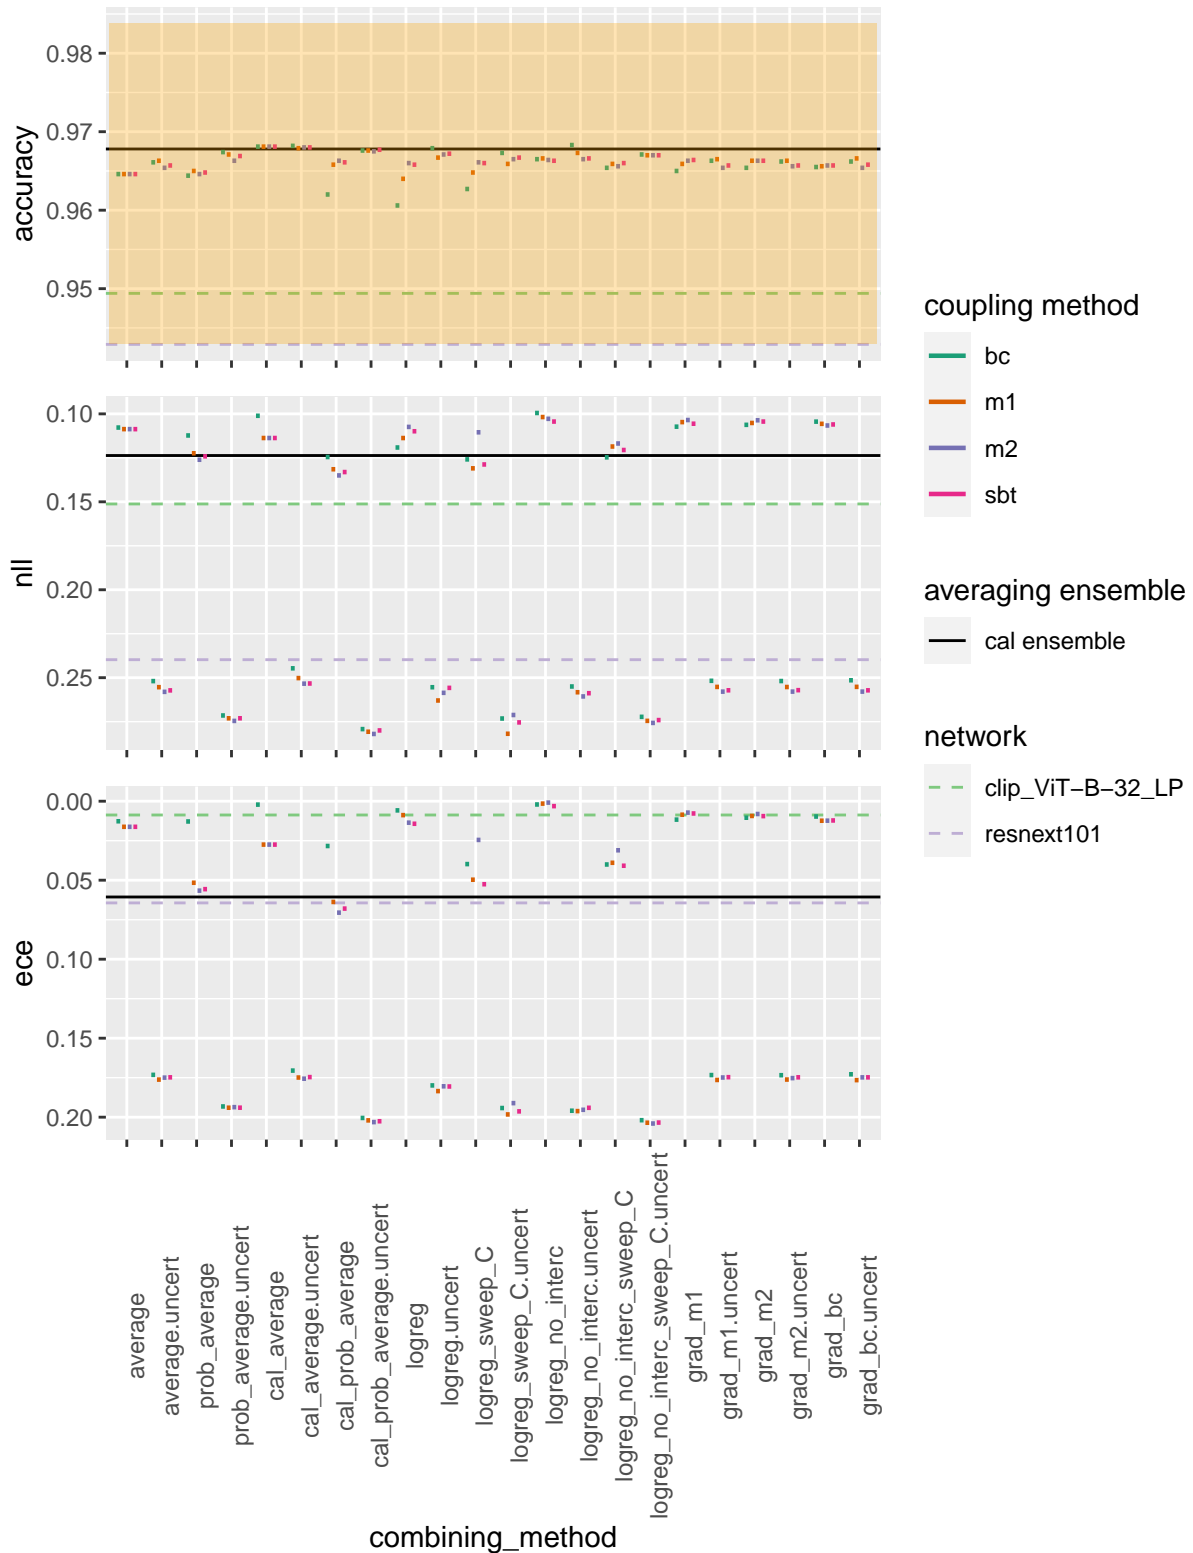 0.98
0.97
0.96
0.95
accuracy
0.10
0.15
0.20
0.25
nll
0.00
0.05
0.10
0.15
0.20
ece
average
average.uncert
prob_average
prob_average.uncert
cal_average
cal_average.uncert
cal_prob_average
cal_prob_average.uncert
logreg
logreg.uncert
logreg_sweep_C
logreg_sweep_C.uncert
logreg_no_interc
logreg_no_interc.uncert
logreg_no_interc_sweep_C
logreg_no_interc_sweep_C.uncert
grad_m1
grad_m1.uncert
grad_m2
grad_m2.uncert
grad_bc
grad_bc.uncert
combining_method
coupling method
bc
m1
m2
sbt
averaging ensemble
cal ensemble
network
clip_ViT−B−32_LP
resnext101